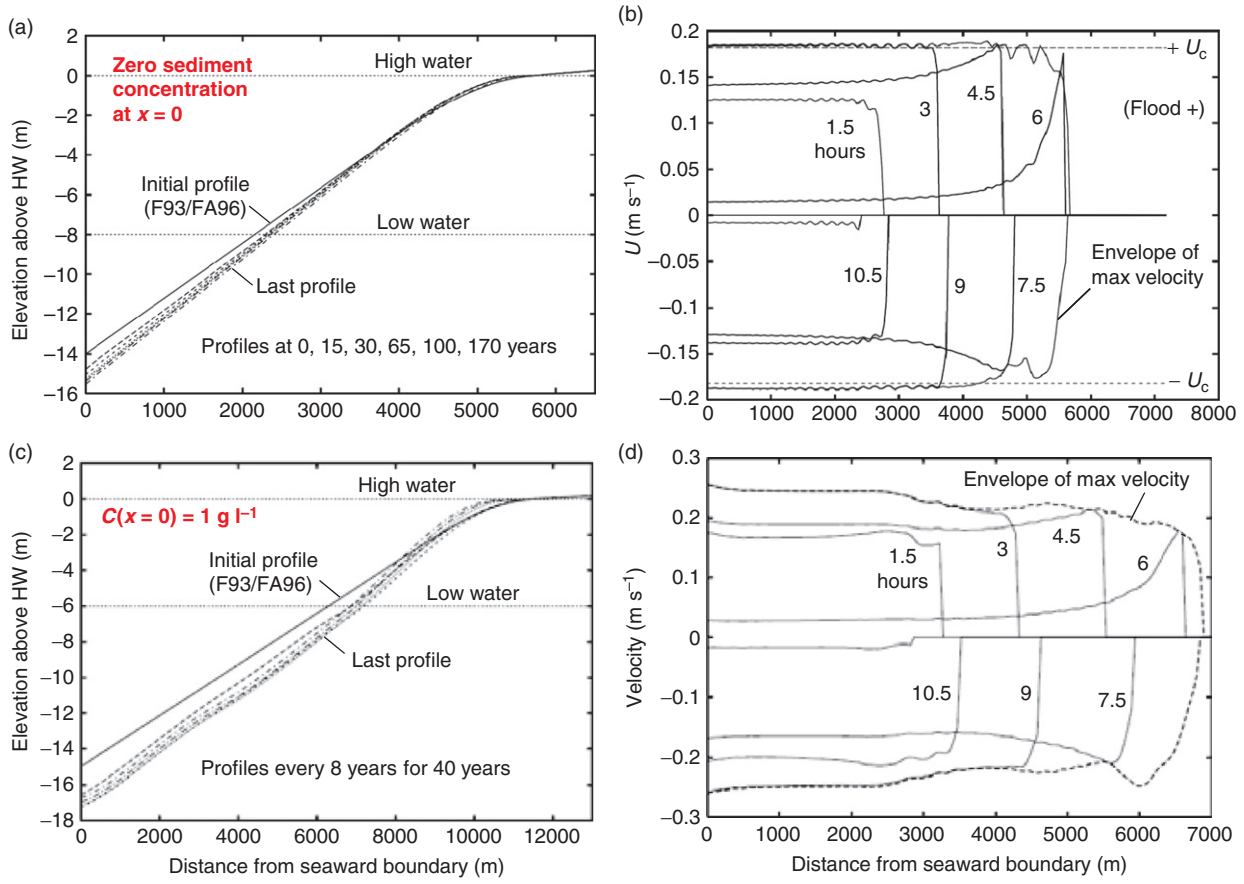 (a)
2
0
−2
−4
−6
−8
−10
−12
−14
−16
Elevation above HW (m)
Zero sediment
concentration
at x = 0
High water
Initial profile
(F93/FA96)
Low water
Last profile
Profiles at 0, 15, 30, 65, 100, 170 years
0 1000 2000 3000 4000 5000 6000
(b)
0.2
0.15
0.1
0.05
0
−0.05
−0.1
−0.15
−0.2
U (m s⁻¹)
+ Uc
(Flood +)
1.5
hours
3
4.5
6
10.5
9
7.5
Envelope of
max velocity
− Uc
0 1000 2000 3000 4000 5000 6000 7000 8000
(c)
2
0
−2
−4
−6
−8
−10
−12
−14
−16
−18
Elevation above HW (m)
C(x = 0) = 1 g l⁻¹
High water
Initial profile
(F93/FA96)
Low water
Last profile
Profiles every 8 years for 40 years
0 2000 4000 6000 8000 10000 12000
Distance from seaward boundary (m)
(d)
0.3
0.2
0.1
0
−0.1
−0.2
−0.3
Velocity (m s⁻¹)
Envelope of max velocity
1.5
hours
3
4.5
6
10.5
9
7.5
0 1000 2000 3000 4000 5000 6000 7000
Distance from seaward boundary (m)